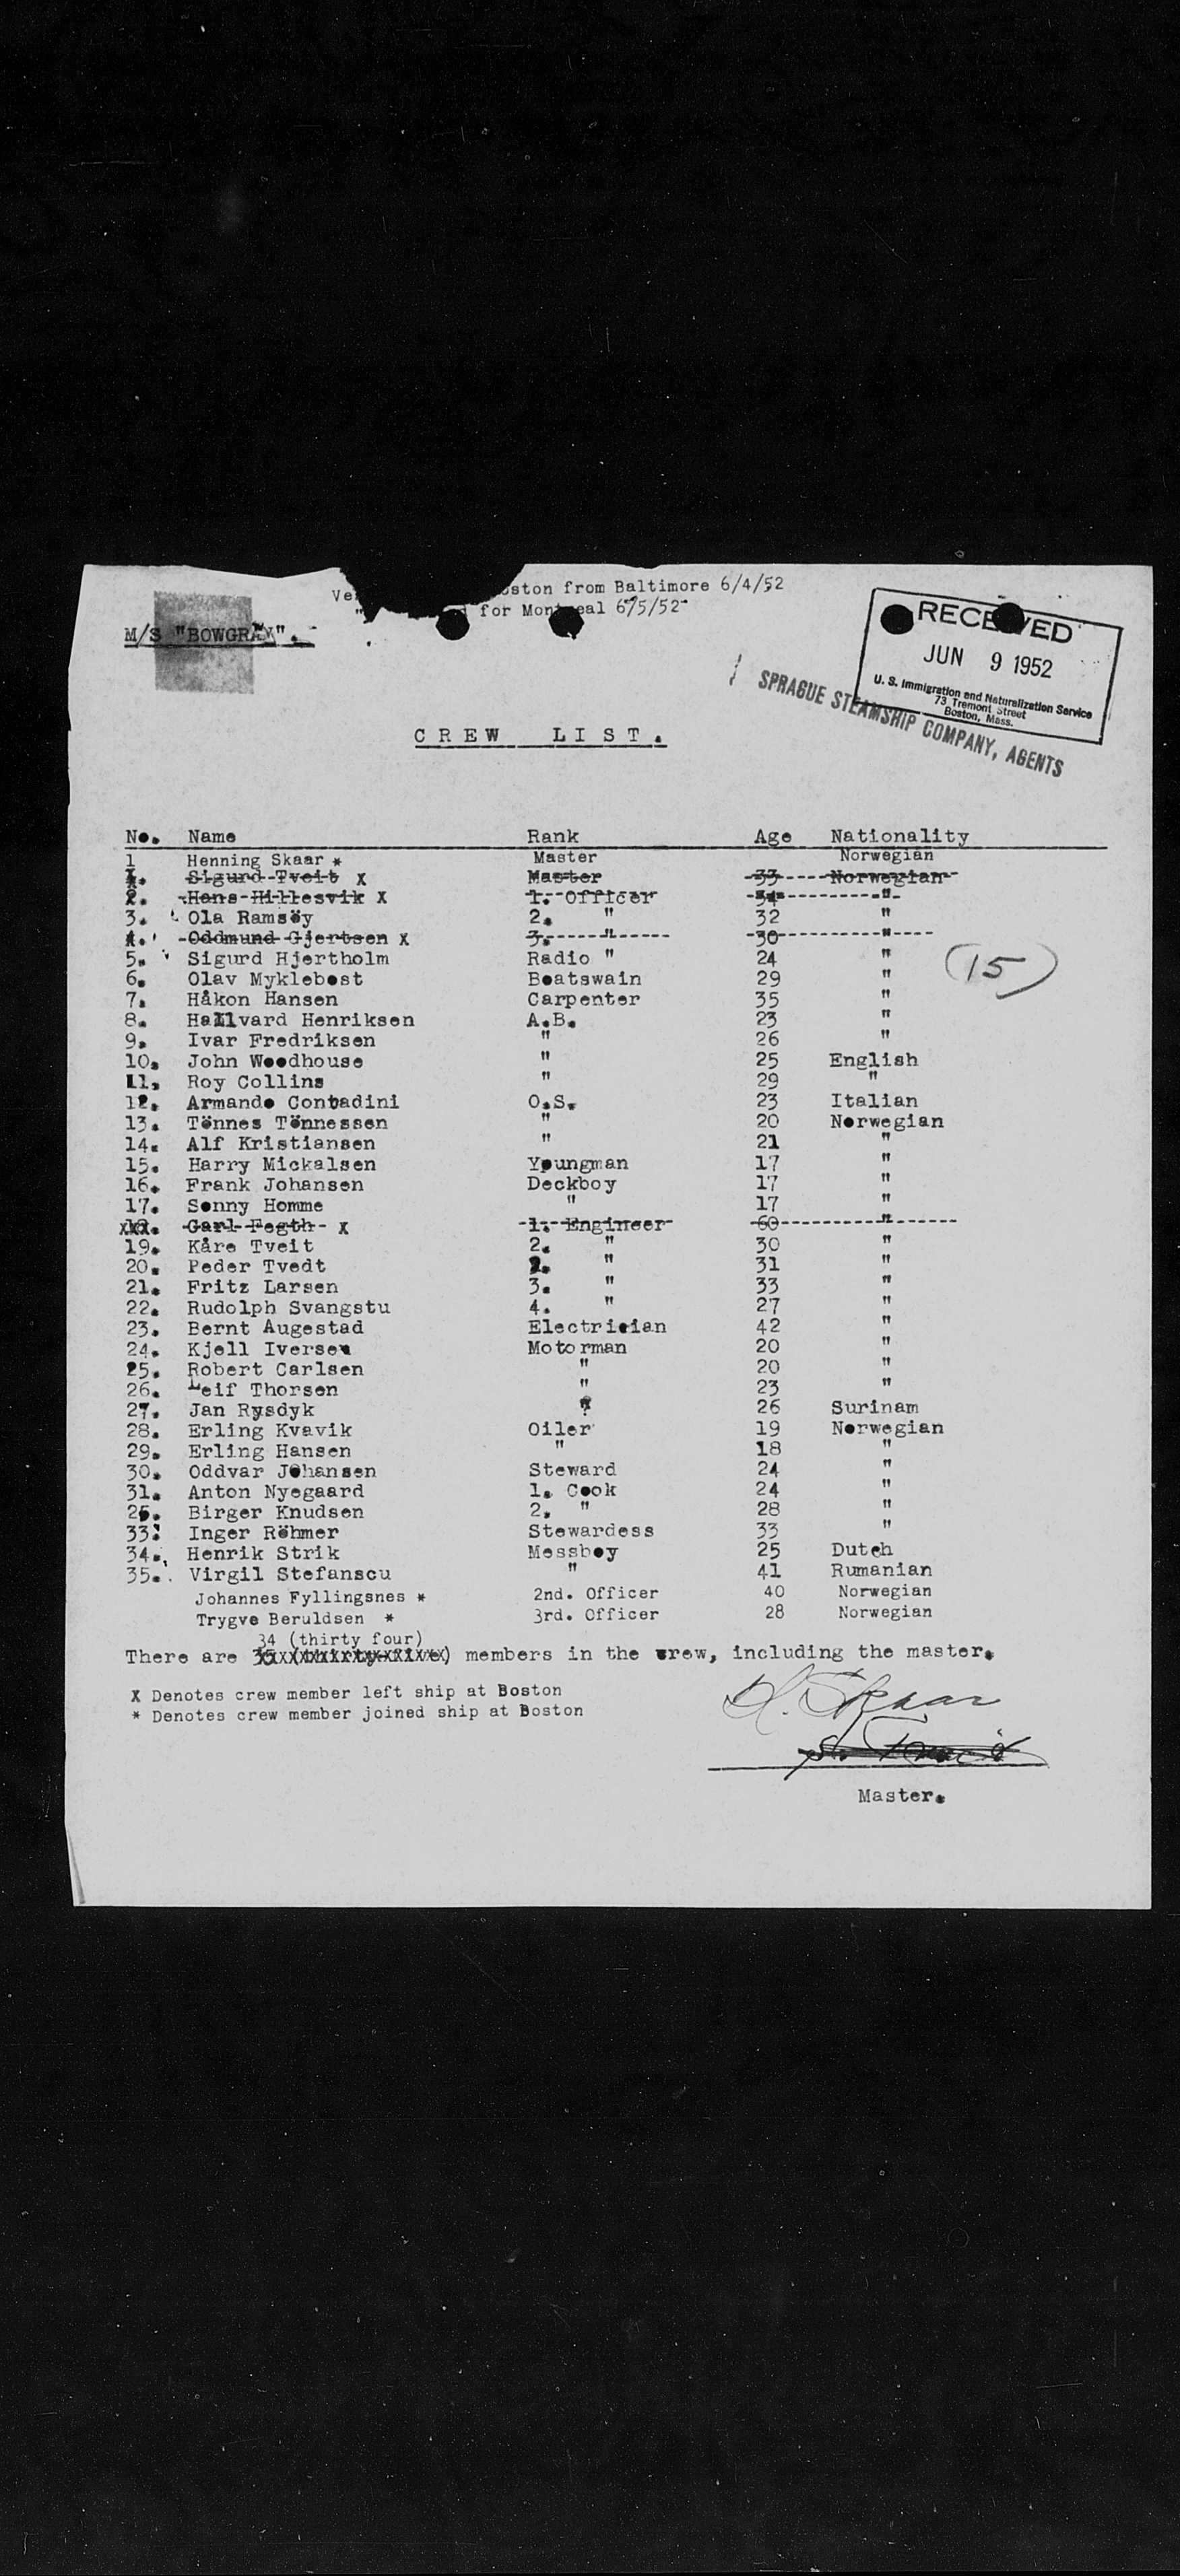 oston from Baltimore 6/4/52
for Montreal 6/5/52
M/S "BOWGRAY".
RECEIVED
JUN 9 1952
U. S. Immigration and Naturalization Service
73 Tremont Street
Boston, Mass.
SPRAGUE STEAMSHIP COMPANY, AGENTS
CREW LIST.
No. Name Rank Age Nationality
1 Henning Skaar * Master Norwegian
1. Sigurd Tveit X Master 33 Norwegian
2. Hans Hillesvik X 1. Officer 34 "
3. Ola Ramsöy 2. " 32 "
4. Oddmund Gjertsen X 3. " 30 "
5. Sigurd Hjertholm Radio " 24 "
(15)
6. Olav Myklebost Boatswain 29 "
7. Håkon Hansen Carpenter 35 "
8. Hallvard Henriksen A.B. 23 "
9. Ivar Fredriksen " 26 "
10. John Woodhouse " 25 English
11. Roy Collins " 29 "
12. Armando Contadini O.S. 23 Italian
13. Tönnes Tönnessen " 20 Norwegian
14. Alf Kristiansen " 21 "
15. Harry Mickalsen Youngman 17 "
16. Frank Johansen Deckboy 17 "
17. Sonny Homme " 17 "
18. Carl Fegth X 1. Engineer 60 "
19. Kåre Tveit 2. " 30 "
20. Peder Tvedt 2. " 31 "
21. Fritz Larsen 3. " 33 "
22. Rudolph Svangstu 4. " 27 "
23. Bernt Augestad Electrician 42 "
24. Kjell Iversen Motorman 20 "
25. Robert Carlsen " 20 "
26. Leif Thorsen " 23 "
27. Jan Rysdyk " 26 Surinam
28. Erling Kvavik Oiler 19 Norwegian
29. Erling Hansen " 18 "
30. Oddvar JOhansen Steward 24 "
31. Anton Nyegaard 1. Cook 24 "
26. Birger Knudsen 2. " 28 "
33: Inger Röhmer Stewardess 33 "
34. Henrik Strik Messboy 25 Dutch
35.. Virgil Stefanscu " 41 Rumanian
Johannes Fyllingsnes * 2nd. Officer 40 Norwegian
Trygve Beruldsen * 3rd. Officer 28 Norwegian
34 (thirty four)
There are 35 members in the crew, including the master.
X Denotes crew member left ship at Boston
* Denotes crew member joined ship at Boston
H. Skaar
S. Tveit
Master.